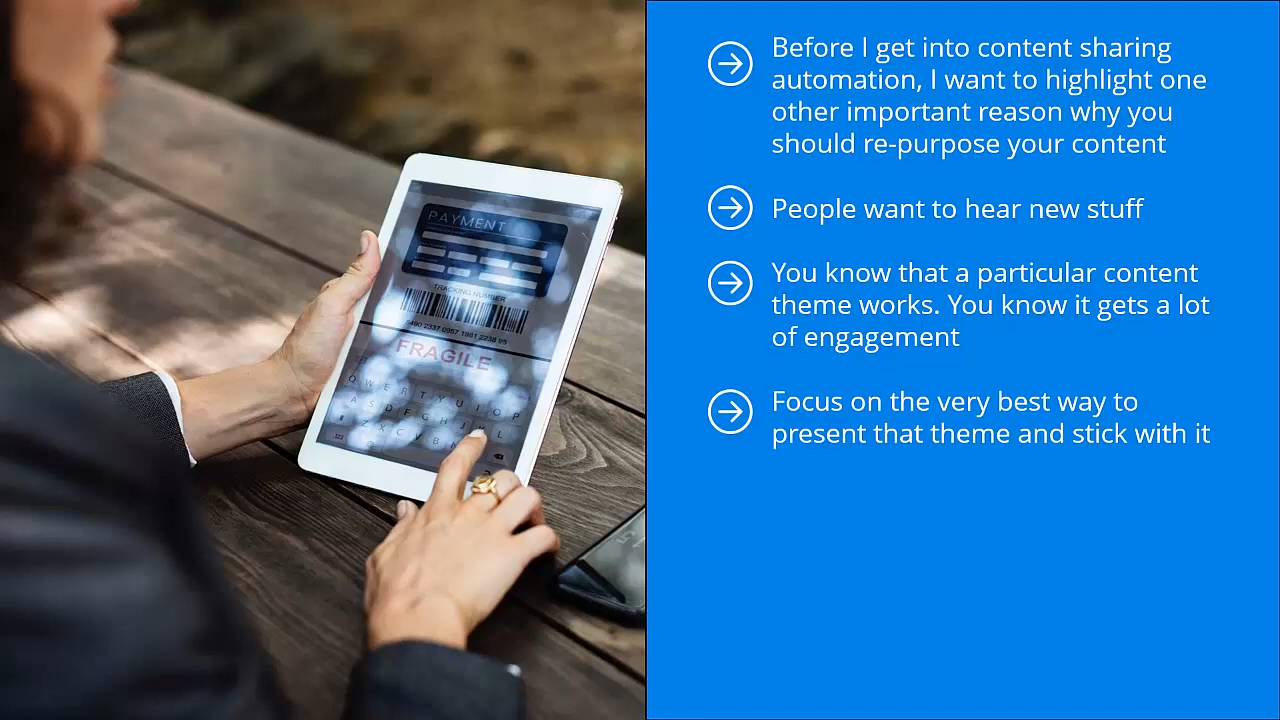 Before I get into content sharing
automation, I want to highlight one
other important reason why you
should re-purpose your content
People want to hear new stuff
You know that a particular content
theme works. You know it gets a lot
of engagement
Focus on the very best way to
present that theme and stick with it
PAYMENT
TRACKING NUMBER
FRAGILE
Q W E R T Y U I O P
A S D F G H J K L
Z X C V B N